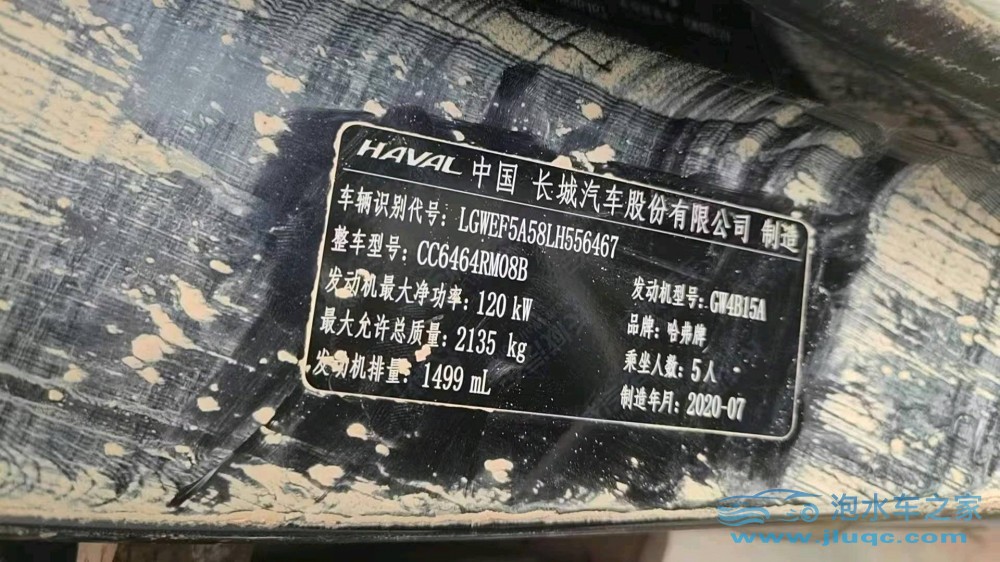 HAVAL 中国 长城汽车股份有限公司 制造
车辆识别代号：LGWEF5A58LH556467
整车型号：CC6464RM08B
发动机型号：GW4B15A
发动机最大净功率：120 kW
品牌：哈弗牌
最大允许总质量：2135 kg
乘坐人数：5人
发动机排量：1499 mL
制造年月：2020-07
泡水车之家
www.jluqc.com